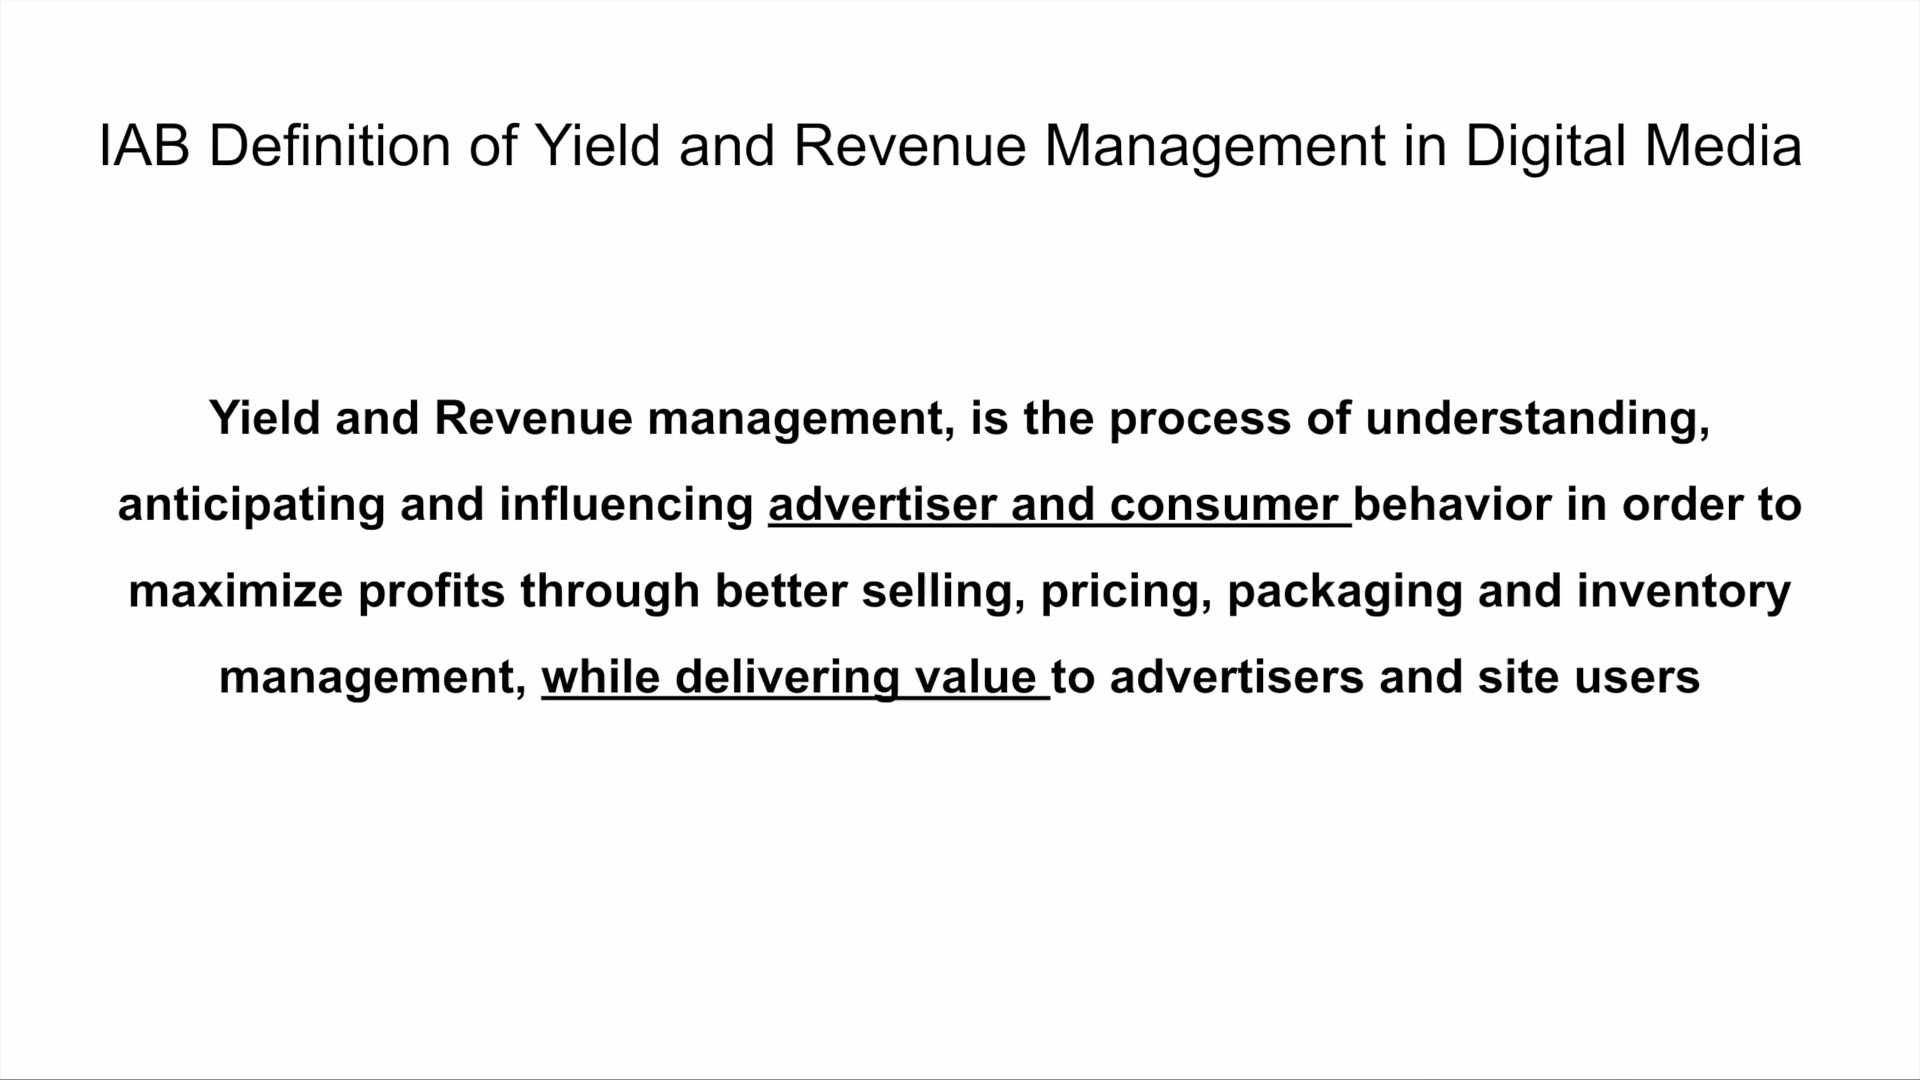 IAB Definition of Yield and Revenue Management in Digital Media
Yield and Revenue management, is the process of understanding,
anticipating and influencing advertiser and consumer behavior in order to
maximize profits through better selling, pricing, packaging and inventory
management, while delivering value to advertisers and site users